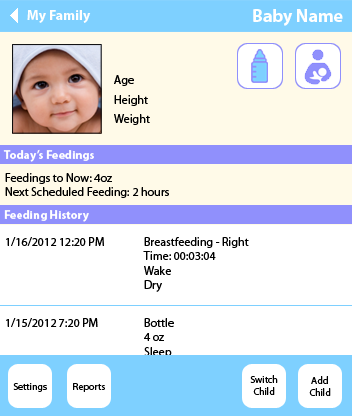 My Family
Baby Name
Age
Height
Weight
Today's Feedings
Feedings to Now: 4oz
Next Scheduled Feeding: 2 hours
Feeding History
1/16/2012 12:20 PM
Breastfeeding - Right
Time: 00:03:04
Wake
Dry
1/15/2012 7:20 PM
Bottle
4 oz
Sleep
Settings
Reports
Switch
Child
Add
Child